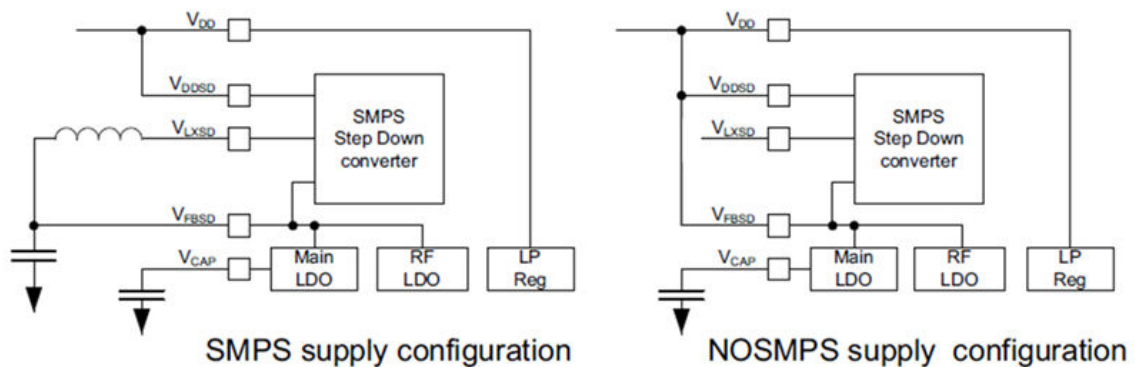 VDD
VDDSD
VLXSD
SMPS
Step Down
converter
VFBSD
VCAP
Main
LDO
RF
LDO
LP
Reg
SMPS supply configuration
VDD
VDDSD
VLXSD
SMPS
Step Down
converter
VFBSD
VCAP
Main
LDO
RF
LDO
LP
Reg
NOSMPS supply configuration